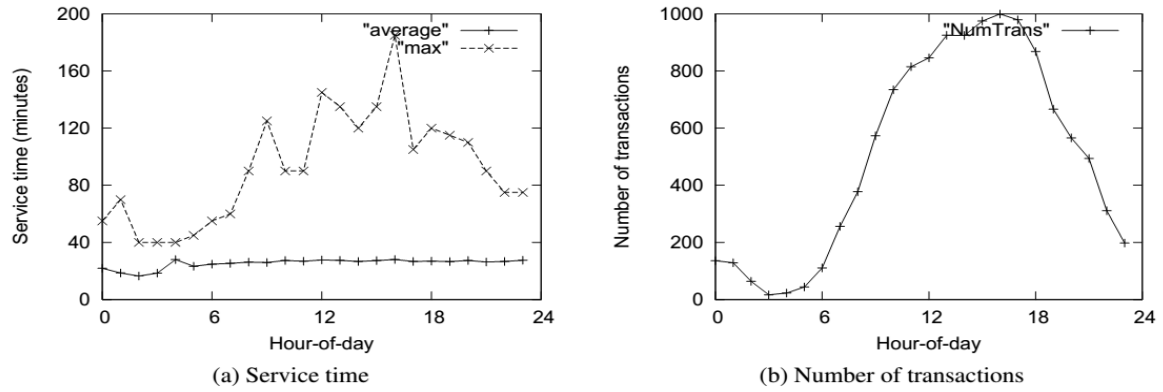 200
160
120
80
40
0
Service time (minutes)
"average"
"max"
0 6 12 18 24
Hour-of-day
(a) Service time
1000
800
600
400
200
0
Number of transactions
"NumTrans"
0 6 12 18 24
Hour-of-day
(b) Number of transactions